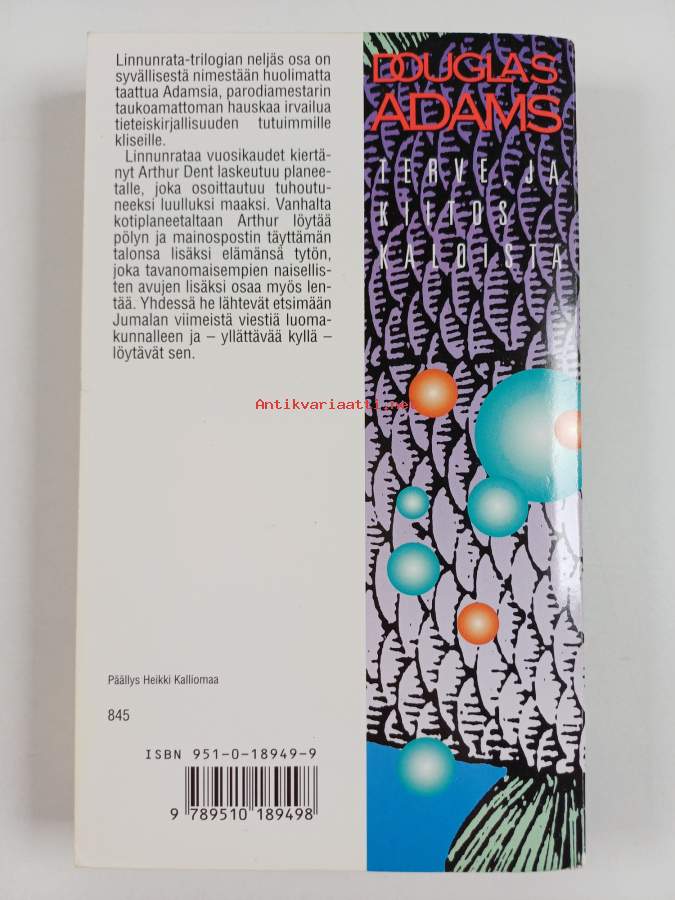 Linnunrata-trilogian neljäs osa on
syvällisestä nimestään huolimatta
taattua Adamsia, parodiamestarin
taukoamattoman hauskaa irvailua
tieteiskirjallisuuden tutuimmille
kliseille.
Linnunrataa vuosikaudet kiertä-
nyt Arthur Dent laskeutuu planee-
talle, joka osoittautuu tuhoutu-
neeksi luulluksi maaksi. Vanhalta
kotiplaneetaltaan Arthur löytää
pölyn ja mainospostin täyttämän
talonsa lisäksi elämänsä tytön,
joka tavanomaisempien naisellis-
ten avujen lisäksi osaa myös len-
tää. Yhdessä he lähtevät etsimään
Jumalan viimeistä viestiä luoma-
kunnalleen ja – yllättävää kyllä –
löytävät sen.
DOUGLAS
ADAMS
TERVE, JA
KIITOS
KALOISTA
Antikvariaatti.net
Päällys Heikki Kalliomaa
845
ISBN 951-0-18949-9
9 789510 189498